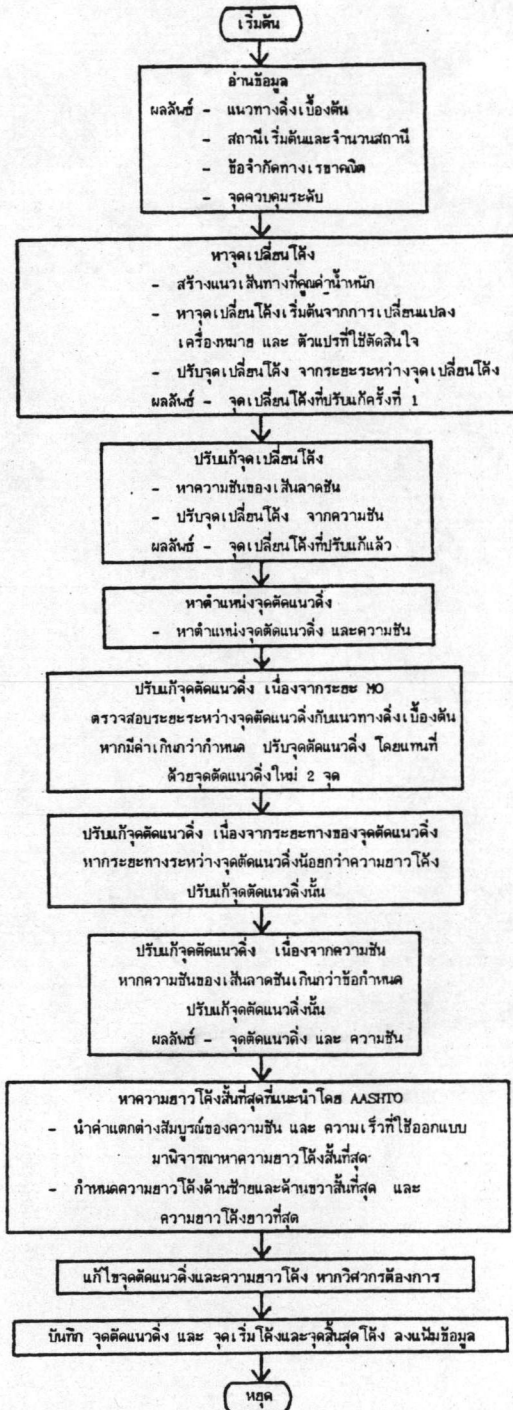 เริ่มต้น
อ่านข้อมูล
ผลลัพธ์ - แนวทางดิ่งเบื้องต้น
- สถานีเริ่มต้นและจำนวนสถานี
- ข้อจำกัดทางเรขาคณิต
- จุดควบคุมระดับ
หาจุดเปลี่ยนโค้ง
- สร้างแนวเส้นทางที่คูณค่าน้ำหนัก
- หาจุดเปลี่ยนโค้งเริ่มต้นจากการเปลี่ยนแปลง
เครื่องหมาย และ ตัวแปรที่ใช้ตัดสินใจ
- ปรับจุดเปลี่ยนโค้ง จากระยะระหว่างจุดเปลี่ยนโค้ง
ผลลัพธ์ - จุดเปลี่ยนโค้งที่ปรับแก้ครั้งที่ 1
ปรับแก้จุดเปลี่ยนโค้ง
- หาความชันของเส้นลาดชัน
- ปรับจุดเปลี่ยนโค้ง จากความชัน
ผลลัพธ์ - จุดเปลี่ยนโค้งที่ปรับแก้แล้ว
หาตำแหน่งจุดตัดแนวดิ่ง
- หาตำแหน่งจุดตัดแนวดิ่ง และความชัน
ปรับแก้จุดตัดแนวดิ่ง เนื่องจากระยะ MO
ตรวจสอบระยะระหว่างจุดตัดแนวดิ่งกับแนวทางดิ่งเบื้องต้น
หากมีค่าเกินกว่ากำหนด ปรับจุดตัดแนวดิ่ง โดยแทนที่
ด้วยจุดตัดแนวดิ่งใหม่ 2 จุด
ปรับแก้จุดตัดแนวดิ่ง เนื่องจากระยะทางของจุดตัดแนวดิ่ง
หากระยะทางระหว่างจุดตัดแนวดิ่งน้อยกว่าความยาวโค้ง
ปรับแก้จุดตัดแนวดิ่งนั้น
ปรับแก้จุดตัดแนวดิ่ง เนื่องจากความชัน
หากความชันของเส้นลาดชันเกินกว่าข้อกำหนด
ปรับแก้จุดตัดแนวดิ่งนั้น
ผลลัพธ์ - จุดตัดแนวดิ่ง และ ความชัน
หาความยาวโค้งสั้นที่สุดที่แนะนำโดย AASHTO
- นำค่าแตกต่างสัมบูรณ์ของความชัน และ ความเร็วที่ใช้ออกแบบ
มาพิจารณาหาความยาวโค้งสั้นที่สุด
- กำหนดความยาวโค้งด้านซ้ายและด้านขวาสั้นที่สุด และ
ความยาวโค้งยาวที่สุด
แก้ไขจุดตัดแนวดิ่งและความยาวโค้ง หากวิศวกรต้องการ
บันทึก จุดตัดแนวดิ่ง และ จุดเริ่มโค้งและจุดสิ้นสุดโค้ง ลงแฟ้มข้อมูล
หยุด